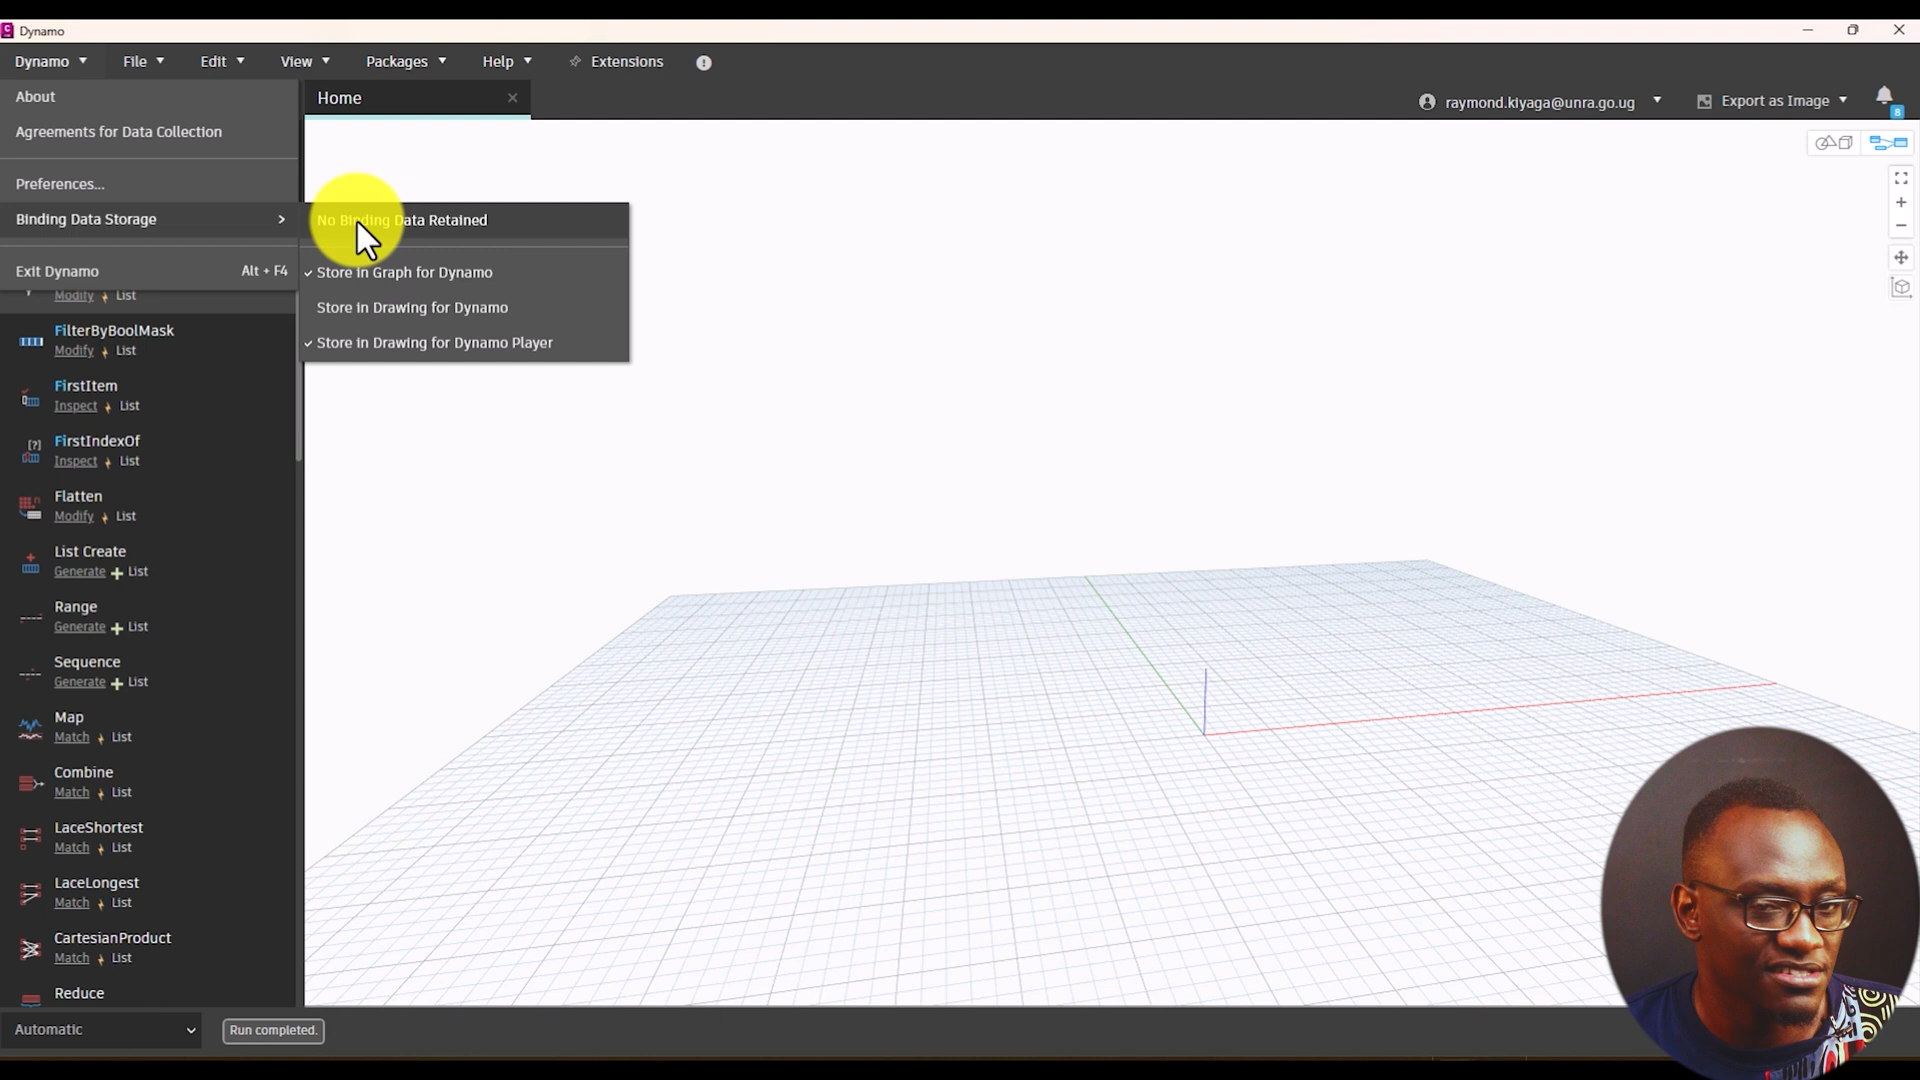 Dynamo
Dynamo File Edit View Packages Help Extensions
About
Agreements for Data Collection
Preferences...
Binding Data Storage
Exit Dynamo Alt + F4
Home
raymond.kiyaga@unra.go.ug
Export as Image
8
No Binding Data Retained
Store in Graph for Dynamo
Store in Drawing for Dynamo
Store in Drawing for Dynamo Player
Modify List
FilterByBoolMask
Modify List
FirstItem
Inspect List
FirstIndexOf
Inspect List
Flatten
Modify List
List Create
Generate List
Range
Generate List
Sequence
Generate List
Map
Match List
Combine
Match List
LaceShortest
Match List
LaceLongest
Match List
CartesianProduct
Match List
Reduce
Automatic
Run completed.